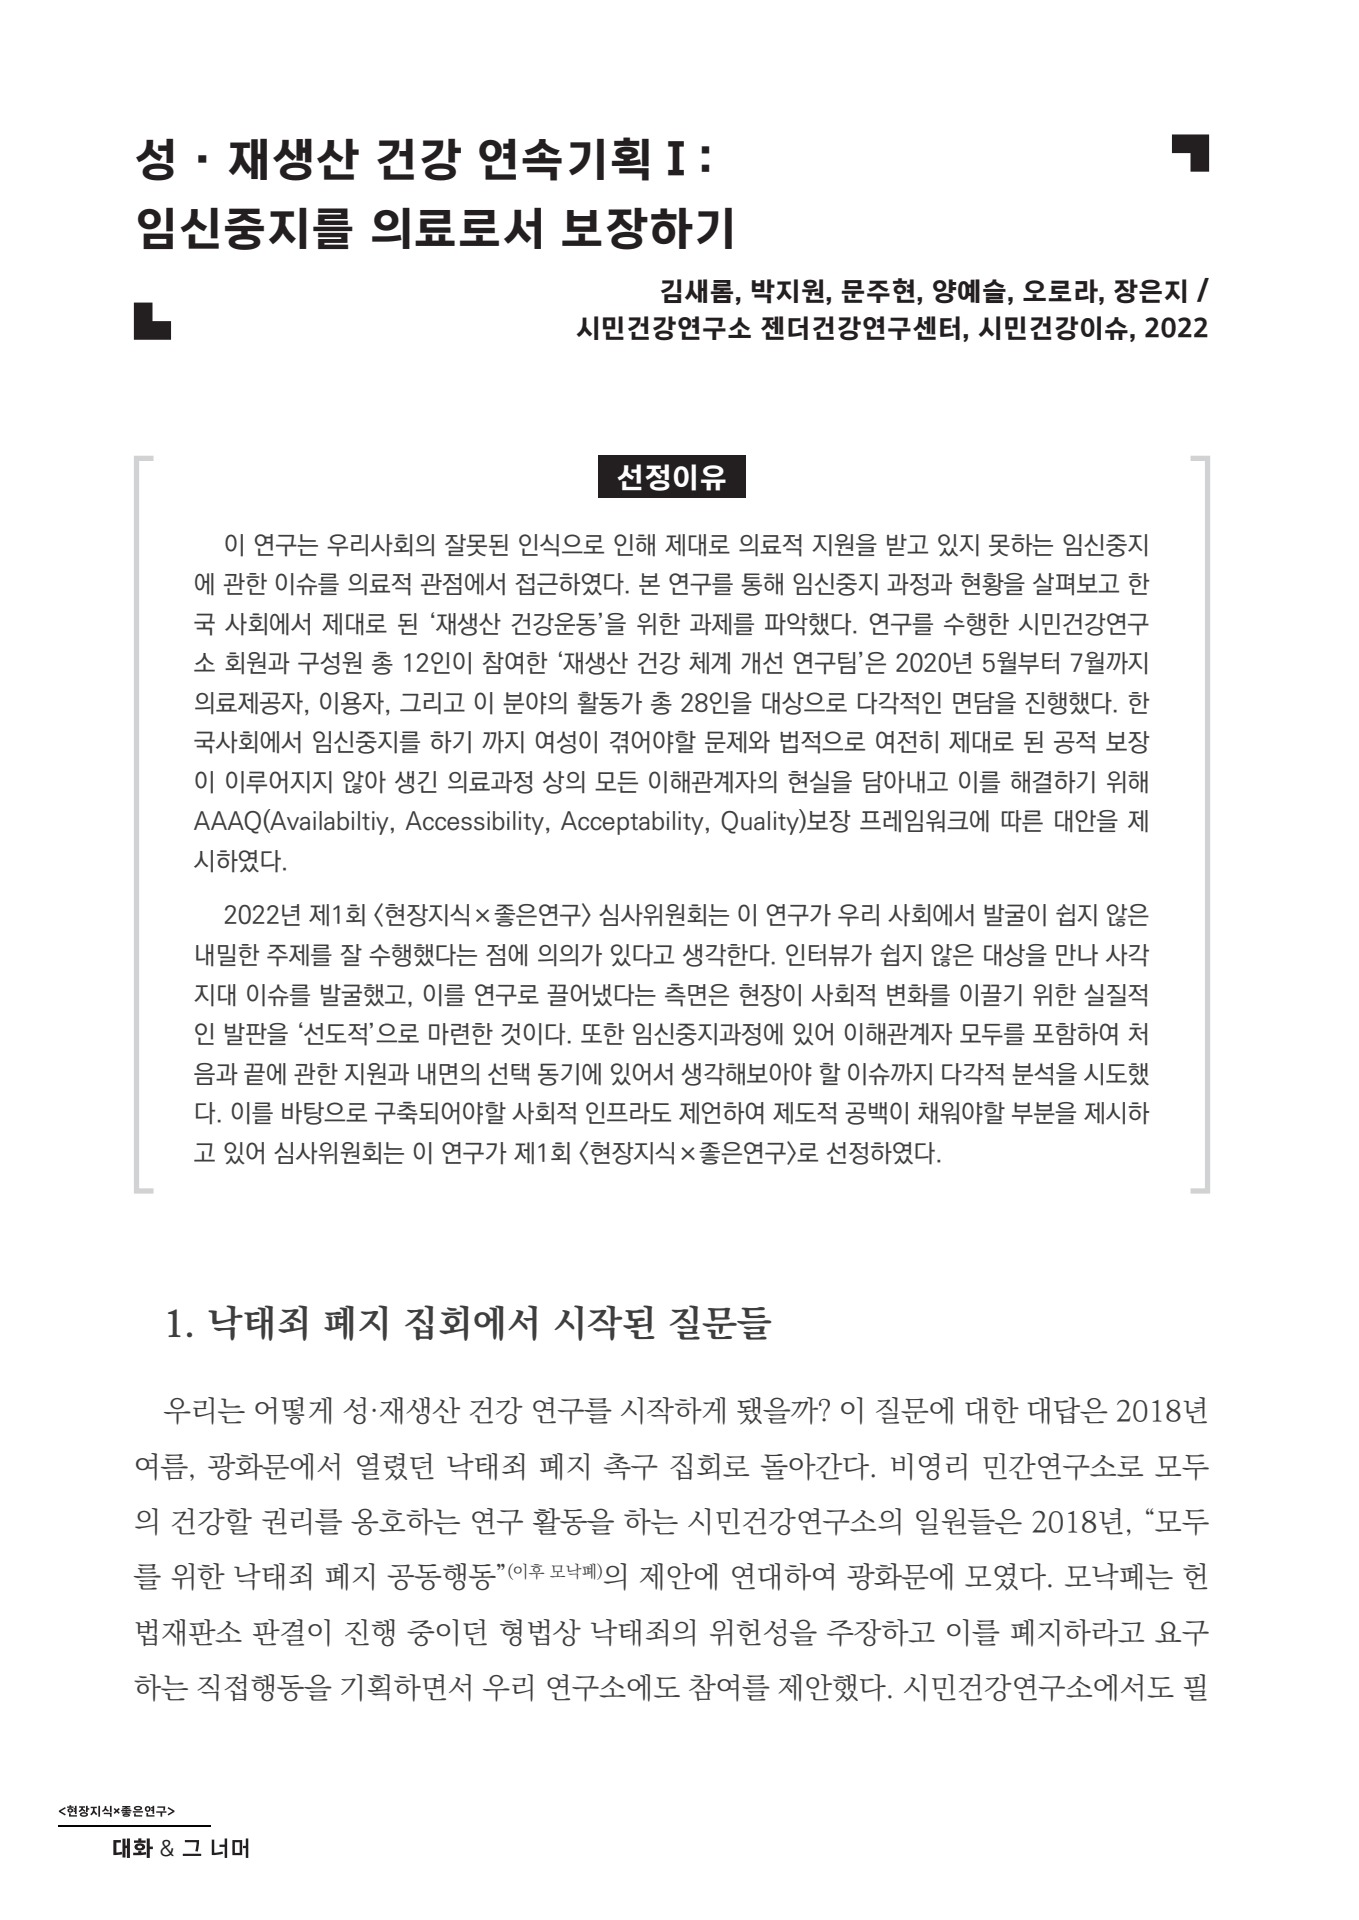 성 · 재생산 건강 연속기획 I :
임신중지를 의료로서 보장하기
김새롬, 박지원, 문주현, 양예슬, 오로라, 장은지 /
시민건강연구소 젠더건강연구센터, 시민건강이슈, 2022
선정이유
이 연구는 우리사회의 잘못된 인식으로 인해 제대로 의료적 지원을 받고 있지 못하는 임신중지
에 관한 이슈를 의료적 관점에서 접근하였다. 본 연구를 통해 임신중지 과정과 현황을 살펴보고 한
국 사회에서 제대로 된 ‘재생산 건강운동’을 위한 과제를 파악했다. 연구를 수행한 시민건강연구
소 회원과 구성원 총 12인이 참여한 ‘재생산 건강 체계 개선 연구팀’은 2020년 5월부터 7월까지
의료제공자, 이용자, 그리고 이 분야의 활동가 총 28인을 대상으로 다각적인 면담을 진행했다. 한
국사회에서 임신중지를 하기 까지 여성이 겪어야할 문제와 법적으로 여전히 제대로 된 공적 보장
이 이루어지지 않아 생긴 의료과정 상의 모든 이해관계자의 현실을 담아내고 이를 해결하기 위해
AAAQ(Availabiltiy, Accessibility, Acceptability, Quality)보장 프레임워크에 따른 대안을 제
시하였다.
2022년 제1회 〈현장지식×좋은연구〉 심사위원회는 이 연구가 우리 사회에서 발굴이 쉽지 않은
내밀한 주제를 잘 수행했다는 점에 의의가 있다고 생각한다. 인터뷰가 쉽지 않은 대상을 만나 사각
지대 이슈를 발굴했고, 이를 연구로 끌어냈다는 측면은 현장이 사회적 변화를 이끌기 위한 실질적
인 발판을 ‘선도적’으로 마련한 것이다. 또한 임신중지과정에 있어 이해관계자 모두를 포함하여 처
음과 끝에 관한 지원과 내면의 선택 동기에 있어서 생각해보아야 할 이슈까지 다각적 분석을 시도했
다. 이를 바탕으로 구축되어야할 사회적 인프라도 제언하여 제도적 공백이 채워야할 부분을 제시하
고 있어 심사위원회는 이 연구가 제1회 〈현장지식×좋은연구〉로 선정하였다.
1. 낙태죄 폐지 집회에서 시작된 질문들
우리는 어떻게 성·재생산 건강 연구를 시작하게 됐을까? 이 질문에 대한 대답은 2018년
여름, 광화문에서 열렸던 낙태죄 폐지 촉구 집회로 돌아간다. 비영리 민간연구소로 모두
의 건강할 권리를 옹호하는 연구 활동을 하는 시민건강연구소의 일원들은 2018년, “모두
를 위한 낙태죄 폐지 공동행동”(이후 모낙폐)의 제안에 연대하여 광화문에 모였다. 모낙폐는 헌
법재판소 판결이 진행 중이던 형법상 낙태죄의 위헌성을 주장하고 이를 폐지하라고 요구
하는 직접행동을 기획하면서 우리 연구소에도 참여를 제안했다. 시민건강연구소에서도 필
<현장지식×좋은연구>
대화 & 그 너머